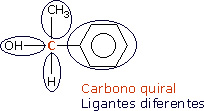 CH₃
OH C
H
Carbono quiral
Ligantes diferentes